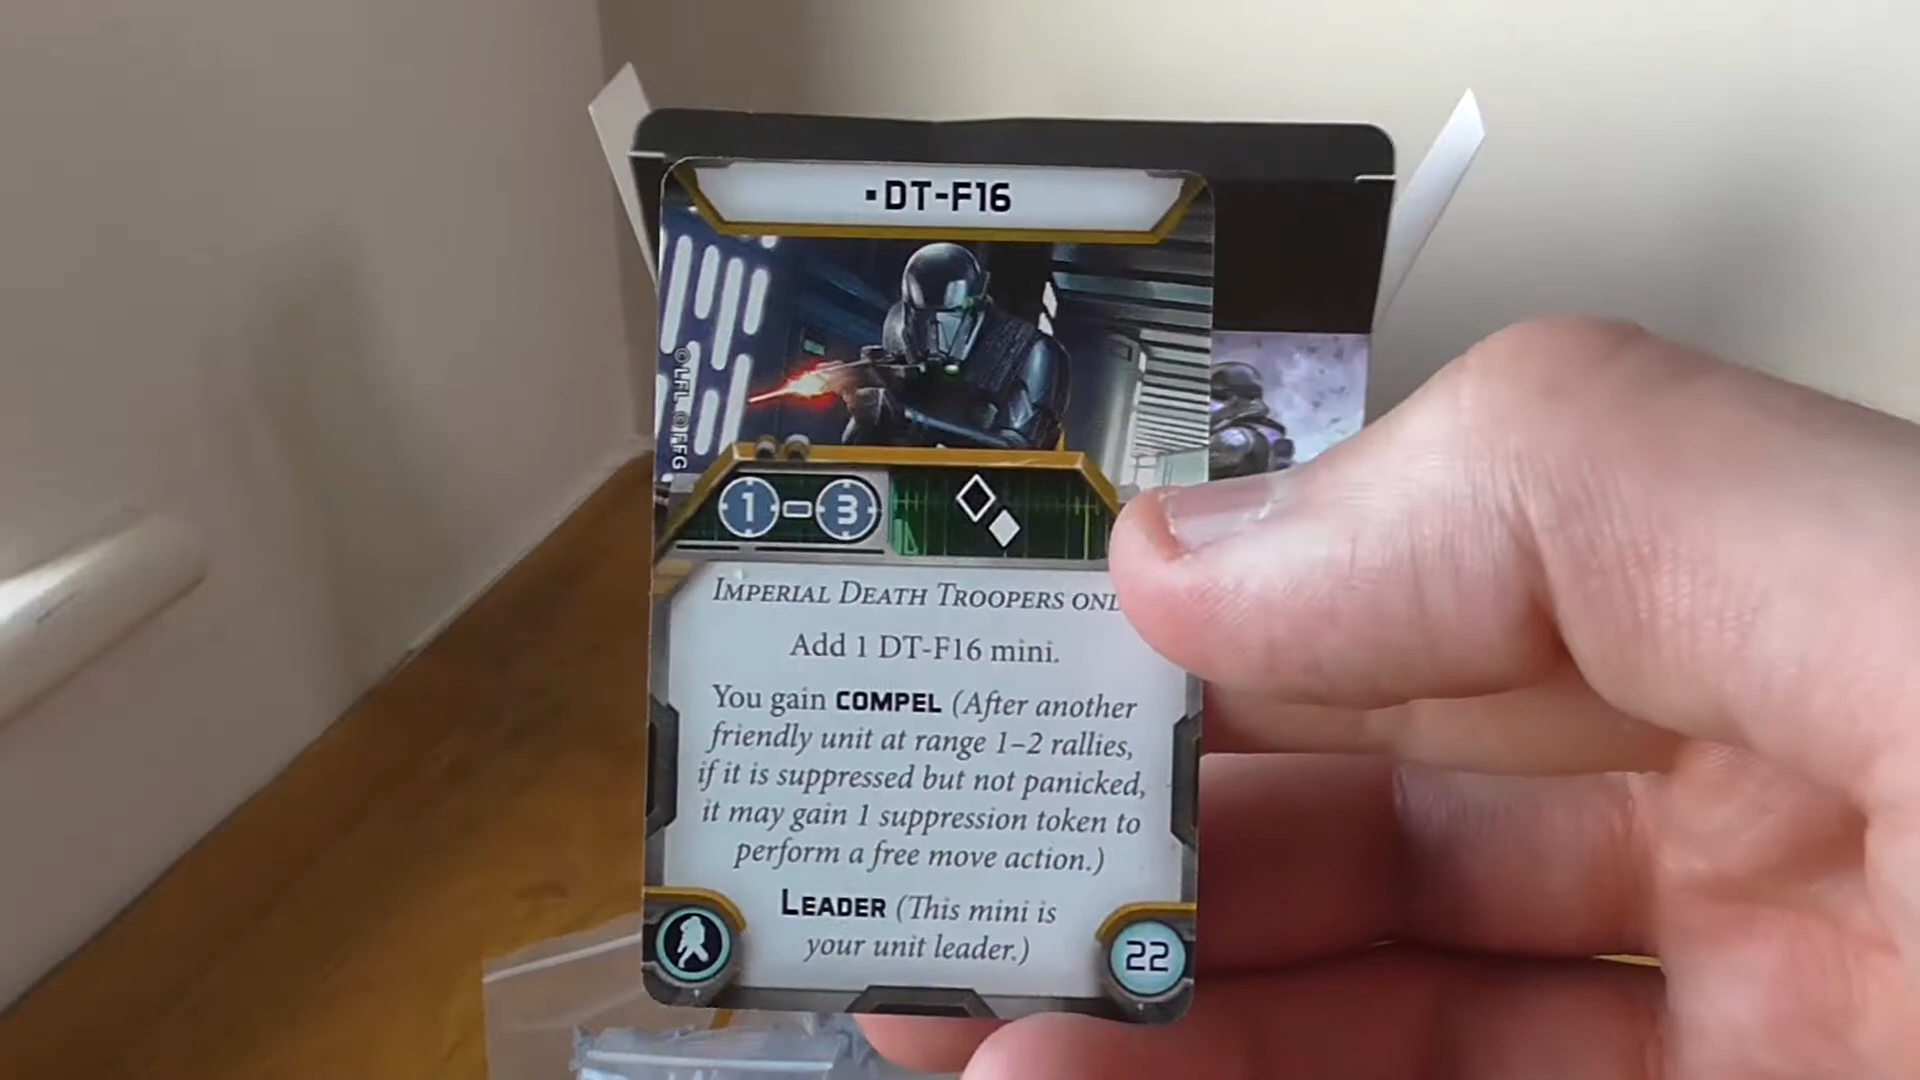 ▪DT-F16
©LFL ©FFG
1-3
IMPERIAL DEATH TROOPERS ONL
Add 1 DT-F16 mini.
You gain COMPEL (After another
friendly unit at range 1–2 rallies,
if it is suppressed but not panicked,
it may gain 1 suppression token to
perform a free move action.)
LEADER (This mini is
your unit leader.)
22